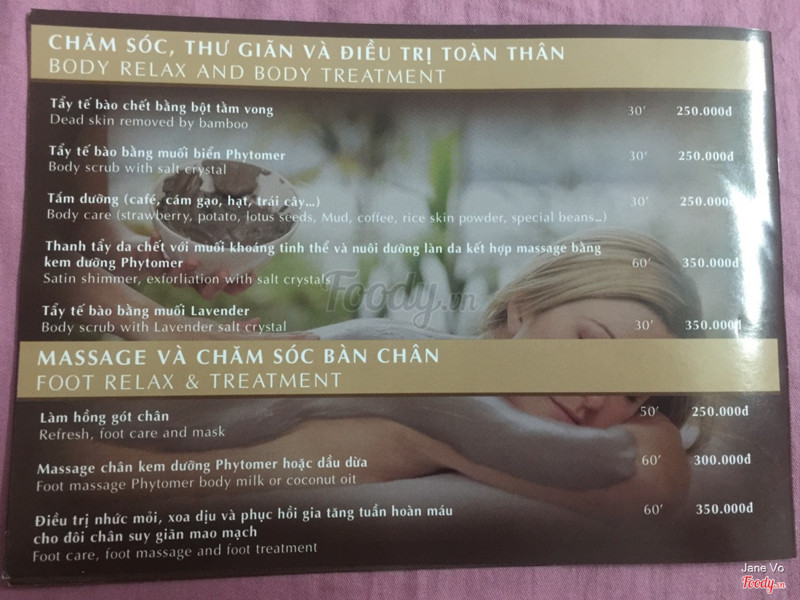 CHĂM SÓC, THƯ GIÃN VÀ ĐIỀU TRỊ TOÀN THÂN
BODY RELAX AND BODY TREATMENT
Tẩy tế bào chết bằng bột tầm vong 30' 250.000đ
Dead skin removed by bamboo
Tẩy tế bào bằng muối biển Phytomer 30' 250.000đ
Body scrub with salt crystal
Tắm dưỡng (café, cám gạo, hạt, trái cây...) 30' 250.000đ
Body care (strawberry, potato, lotus seeds, Mud, coffee, rice skin powder, special beans...)
Thanh tẩy da chết với muối khoáng tinh thể và nuôi dưỡng làn da kết hợp massage bằng
kem dưỡng Phytomer 60' 350.000đ
Satin shimmer, exforliation with salt crystals
Foody.vn
Tẩy tế bào bằng muối Lavender
Body scrub with Lavender salt crystal 30' 350.000đ
MASSAGE VÀ CHĂM SÓC BÀN CHÂN
FOOT RELAX & TREATMENT
Làm hồng gót chân 50' 250.000đ
Refresh, foot care and mask
Massage chân kem dưỡng Phytomer hoặc dầu dừa 60' 300.000đ
Foot massage Phytomer body milk or coconut oit
Điều trị nhức mỏi, xoa dịu và phục hồi gia tăng tuần hoàn máu 60' 350.000đ
cho đôi chân suy giãn mao mạch
Foot care, foot massage and foot treatment
Jane Vo
Foody.vn